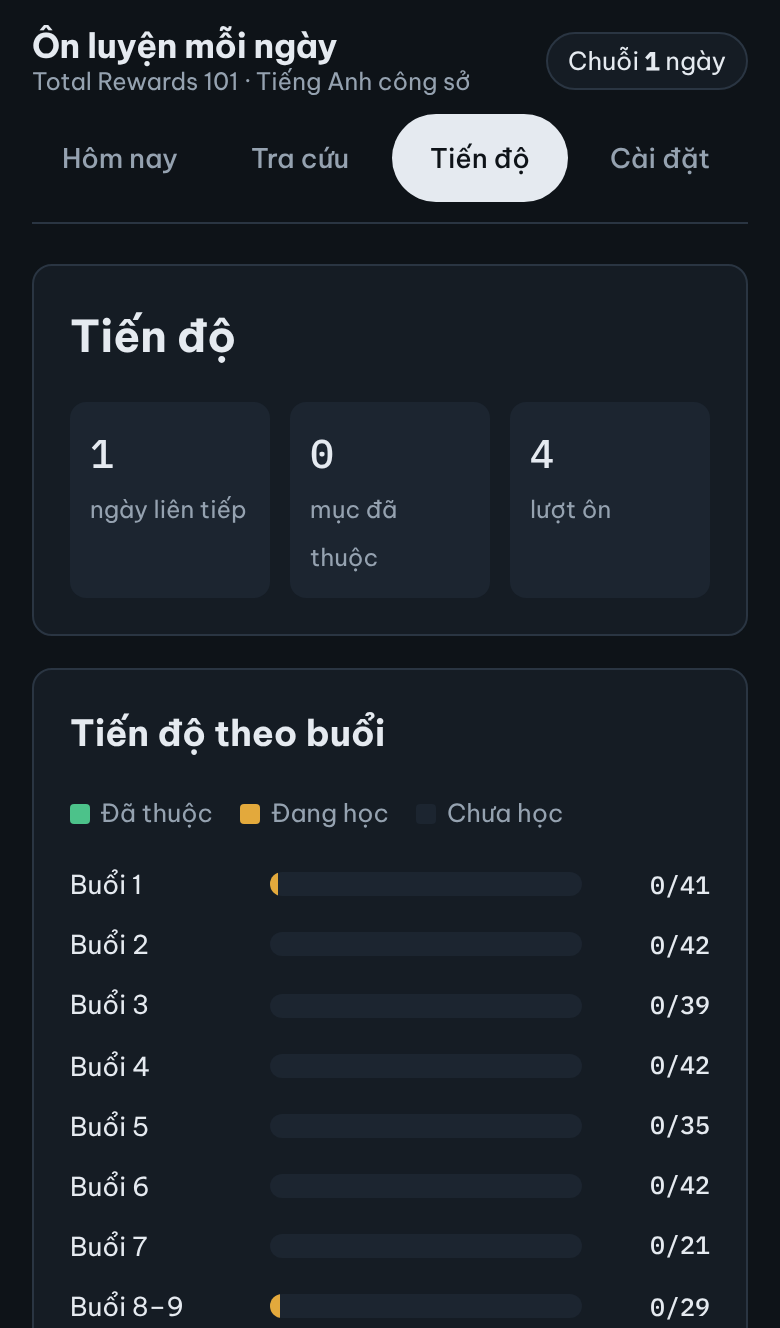 Ôn luyện mỗi ngày
Total Rewards 101 · Tiếng Anh công sở
Chuỗi 1 ngày
Hôm nay
Tra cứu
Tiến độ
Cài đặt
Tiến độ
1
ngày liên tiếp
0
mục đã
thuộc
4
lượt ôn
Tiến độ theo buổi
Đã thuộc
Đang học
Chưa học
Buổi 1 0/41
Buổi 2 0/42
Buổi 3 0/39
Buổi 4 0/42
Buổi 5 0/35
Buổi 6 0/42
Buổi 7 0/21
Buổi 8–9 0/29